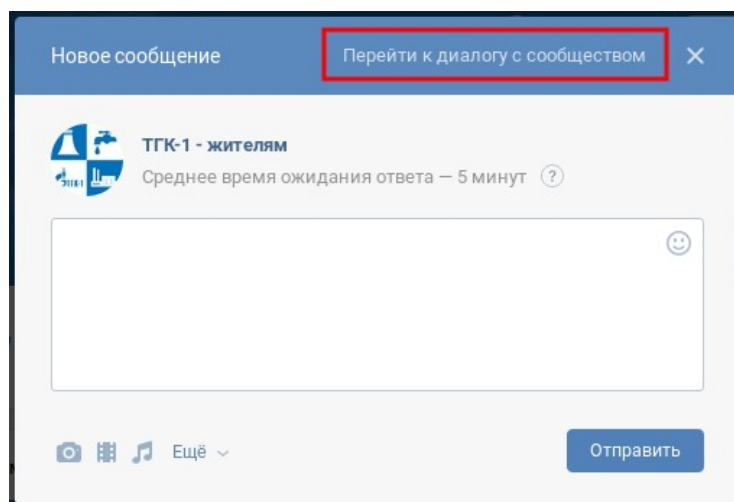 Новое сообщение
Перейти к диалогу с сообществом
ТГК-1 - жителям
Среднее время ожидания ответа — 5 минут ?
Ещё
Отправить